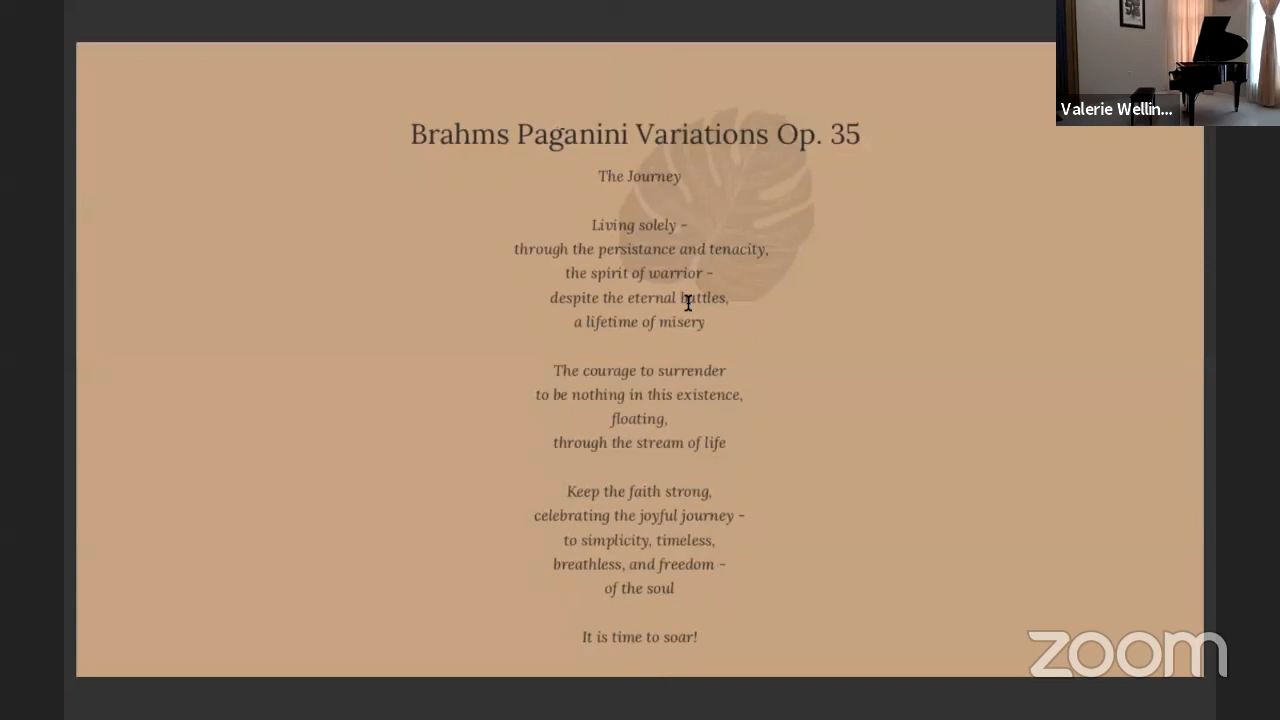 Brahms Paganini Variations Op. 35
The Journey
Living solely -
through the persistance and tenacity,
the spirit of warrior -
despite the eternal battles,
a lifetime of misery
The courage to surrender
to be nothing in this existence,
floating,
through the stream of life
Keep the faith strong,
celebrating the joyful journey -
to simplicity, timeless,
breathless, and freedom -
of the soul
It is time to soar!
Valerie Wellin...
zoom